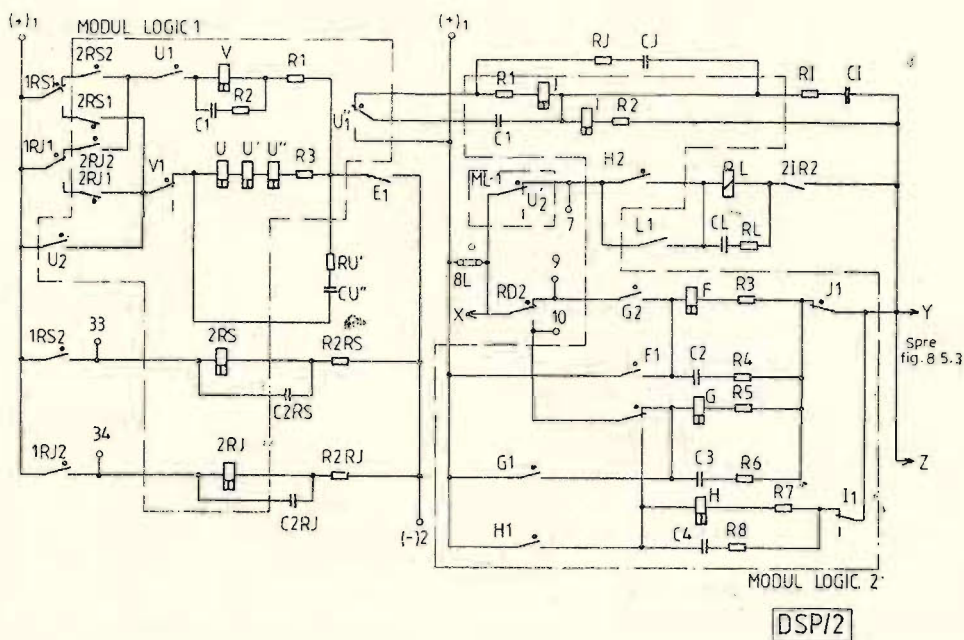 (+)1
MODUL LOGIC 1
2RS2
U1
V
R1
1RS1
2RS1
C1
R2
1RJ1
2RJ2
2RJ1
V1
U
U'
U"
R3
E1
U2
RU'
CU"
1RS2
33
2RS
R2RS
C2RS
1RJ2
34
2RJ
R2RJ
C2RJ
(-)2
(+)1
RJ
CJ
R1
J
RI
CI
U"1
C1
I
R2
ML-1
U'2
H2
RL
2IR2
7
L1
CL
RL
8L
X
RD2
9
10
G2
F
R3
J1
Y
Spre
fig. 8 5.3
F1
C2
R4
G
R5
Z
G1
C3
R6
H
R7
I1
H1
C4
R8
MODUL LOGIC. 2
DSP/2